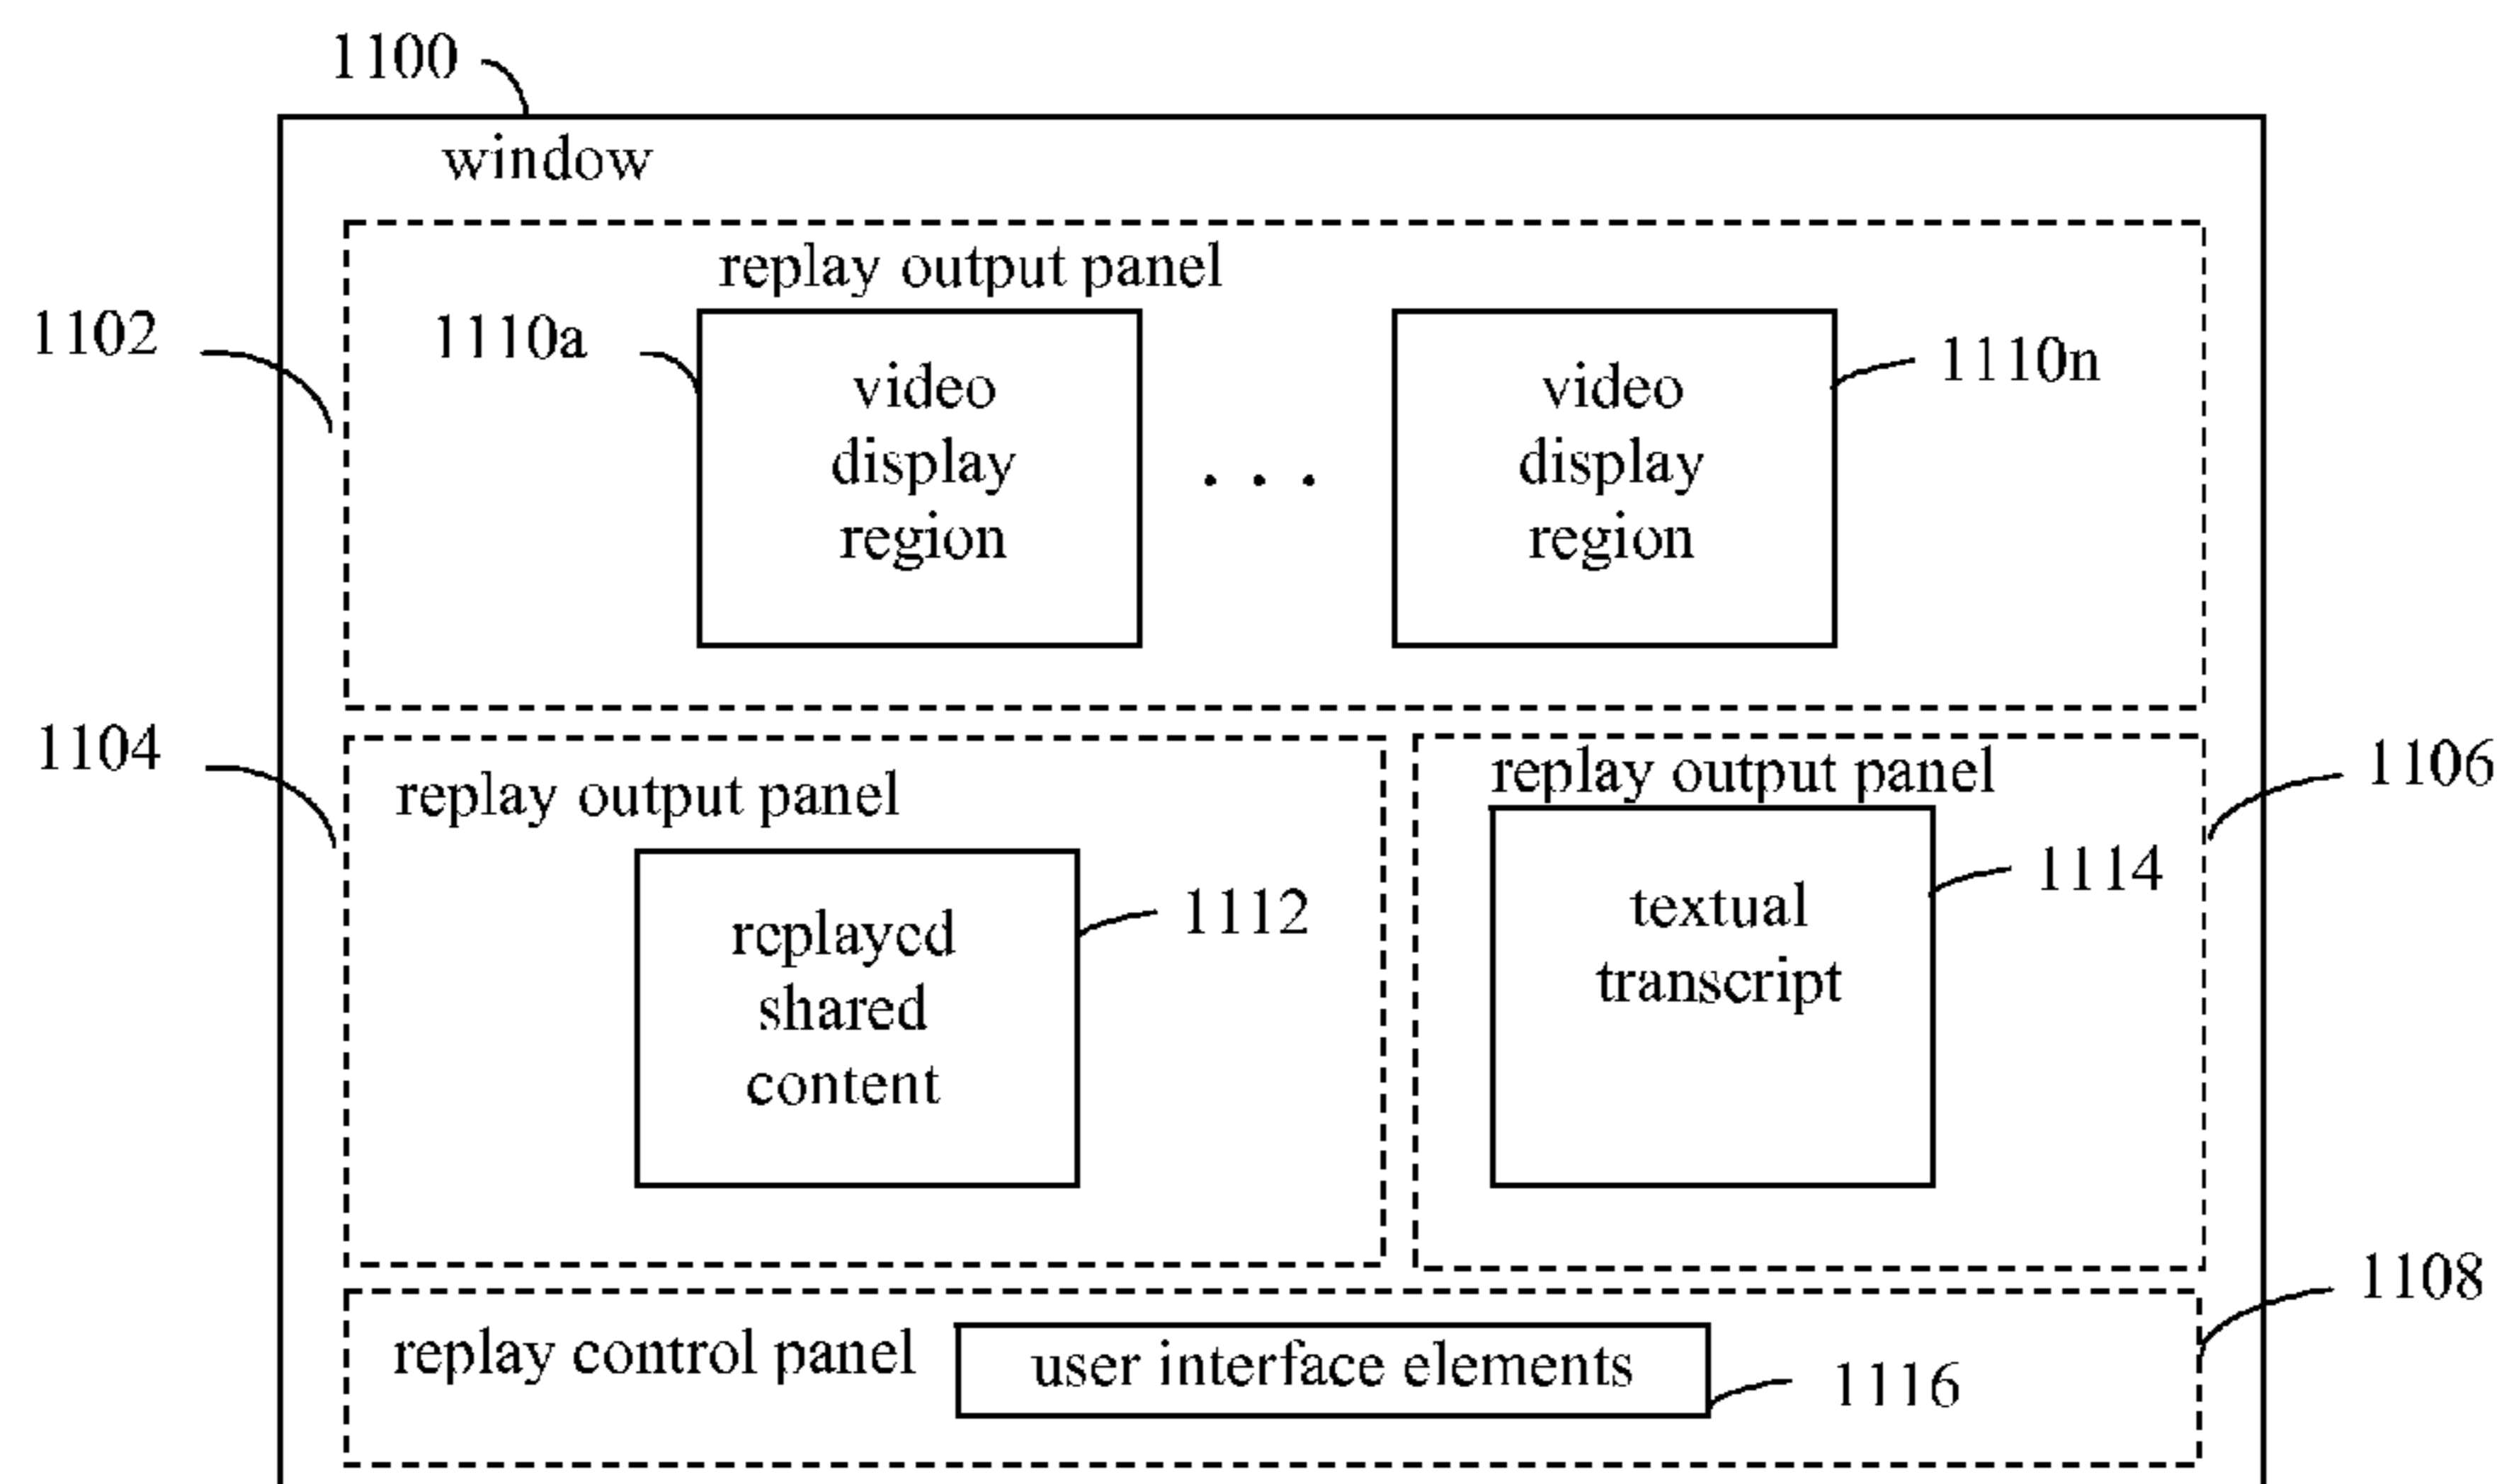 1100
window
replay output panel
1102
1110a
video
display
region
. . .
video
display
region
1110n
1104
replay output panel
replayed
shared
content
1112
replay output panel
1106
textual
transcript
1114
replay control panel
user interface elements
1116
1108